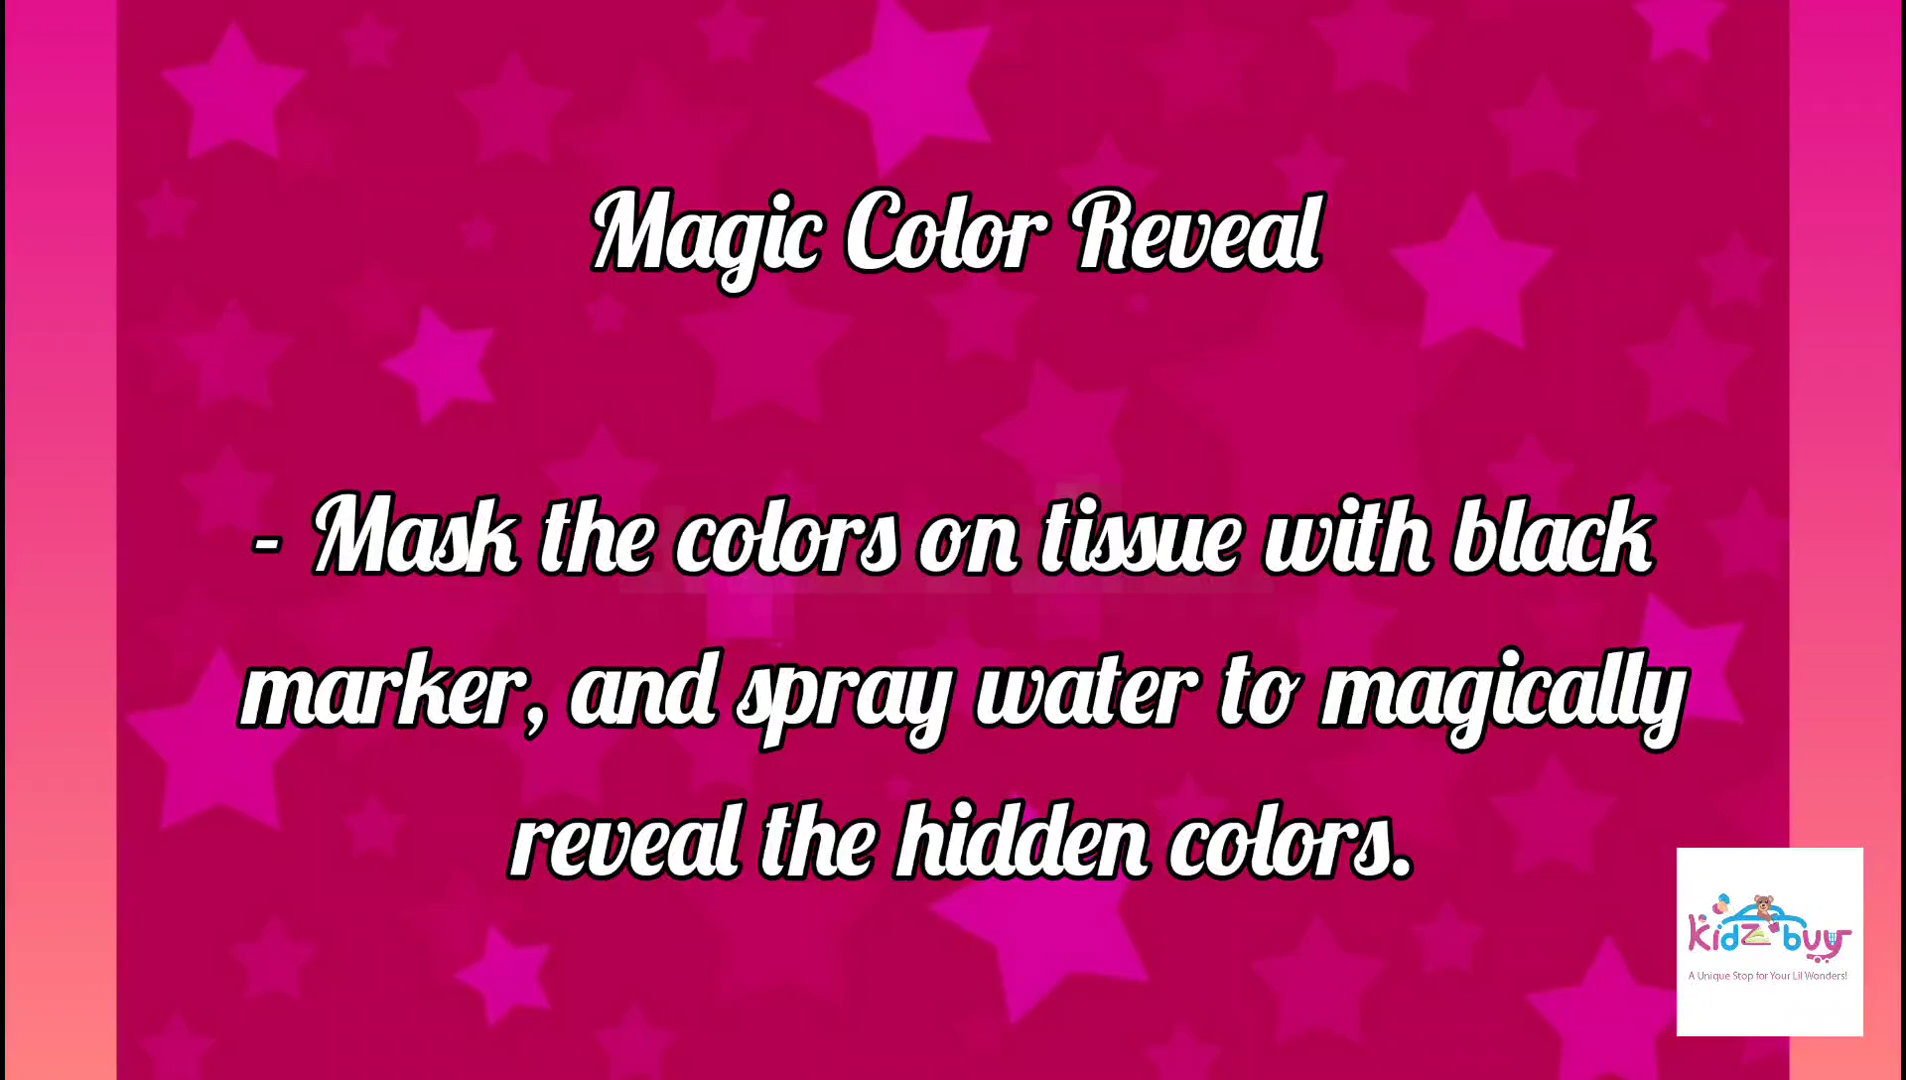 Magic Color Reveal
- Mask the colors on tissue with black
marker, and spray water to magically
reveal the hidden colors.
kidz buy
A Unique Stop for Your Lil Wonders!